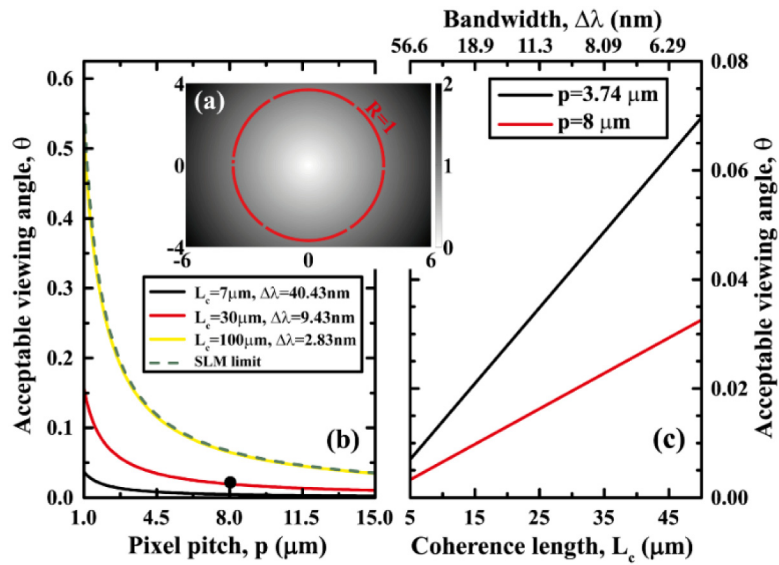 Bandwidth, Δλ (nm)
56.6 18.9 11.3 8.09 6.29
0.6
0.5
0.4
0.3
0.2
0.1
0.0
Acceptable viewing angle, θ
(a)
R=1
4
0
-4
-6 0 6
2
1
0
L_c=7μm, Δλ=40.43nm
L_c=30μm, Δλ=9.43nm
L_c=100μm, Δλ=2.83nm
SLM limit
(b)
1.0 4.5 8.0 11.5 15.0
Pixel pitch, p (μm)
p=3.74 μm
p=8 μm
(c)
0.08
0.06
0.04
0.02
0.00
Acceptable viewing angle, θ
5 15 25 35 45
Coherence length, L_c (μm)